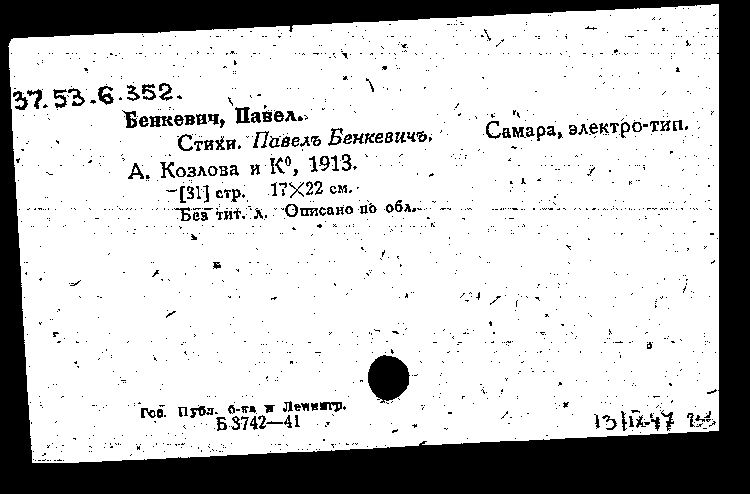 37.53.6.352.
Бенкевич, Павел.
Стихи. Павелъ Бенкевичъ. Самара, электро-тип.
А. Козлова и К⁰, 1913.
[31] стр. 17×22 см.
Без тит. л. Описано по обл.
Гос. Публ. б-ка в Ленингр.
Б 3742—41
13/IX-47